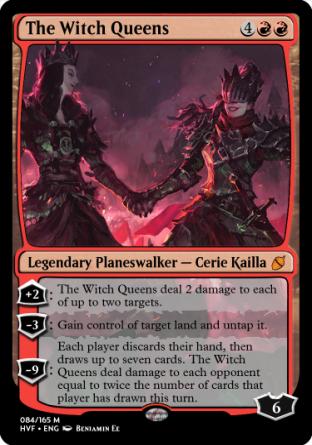 The Witch Queens 4
Legendary Planeswalker — Cerie Kailla
+2: The Witch Queens deal 2 damage to each
of up to two targets.
-3: Gain control of target land and untap it.
Each player discards their hand, then
draws up to seven cards. The Witch
-9: Queens deal damage to each opponent
equal to twice the number of cards that
player has drawn this turn.
6
084/165 M
HVF • ENG Benjamin Ee